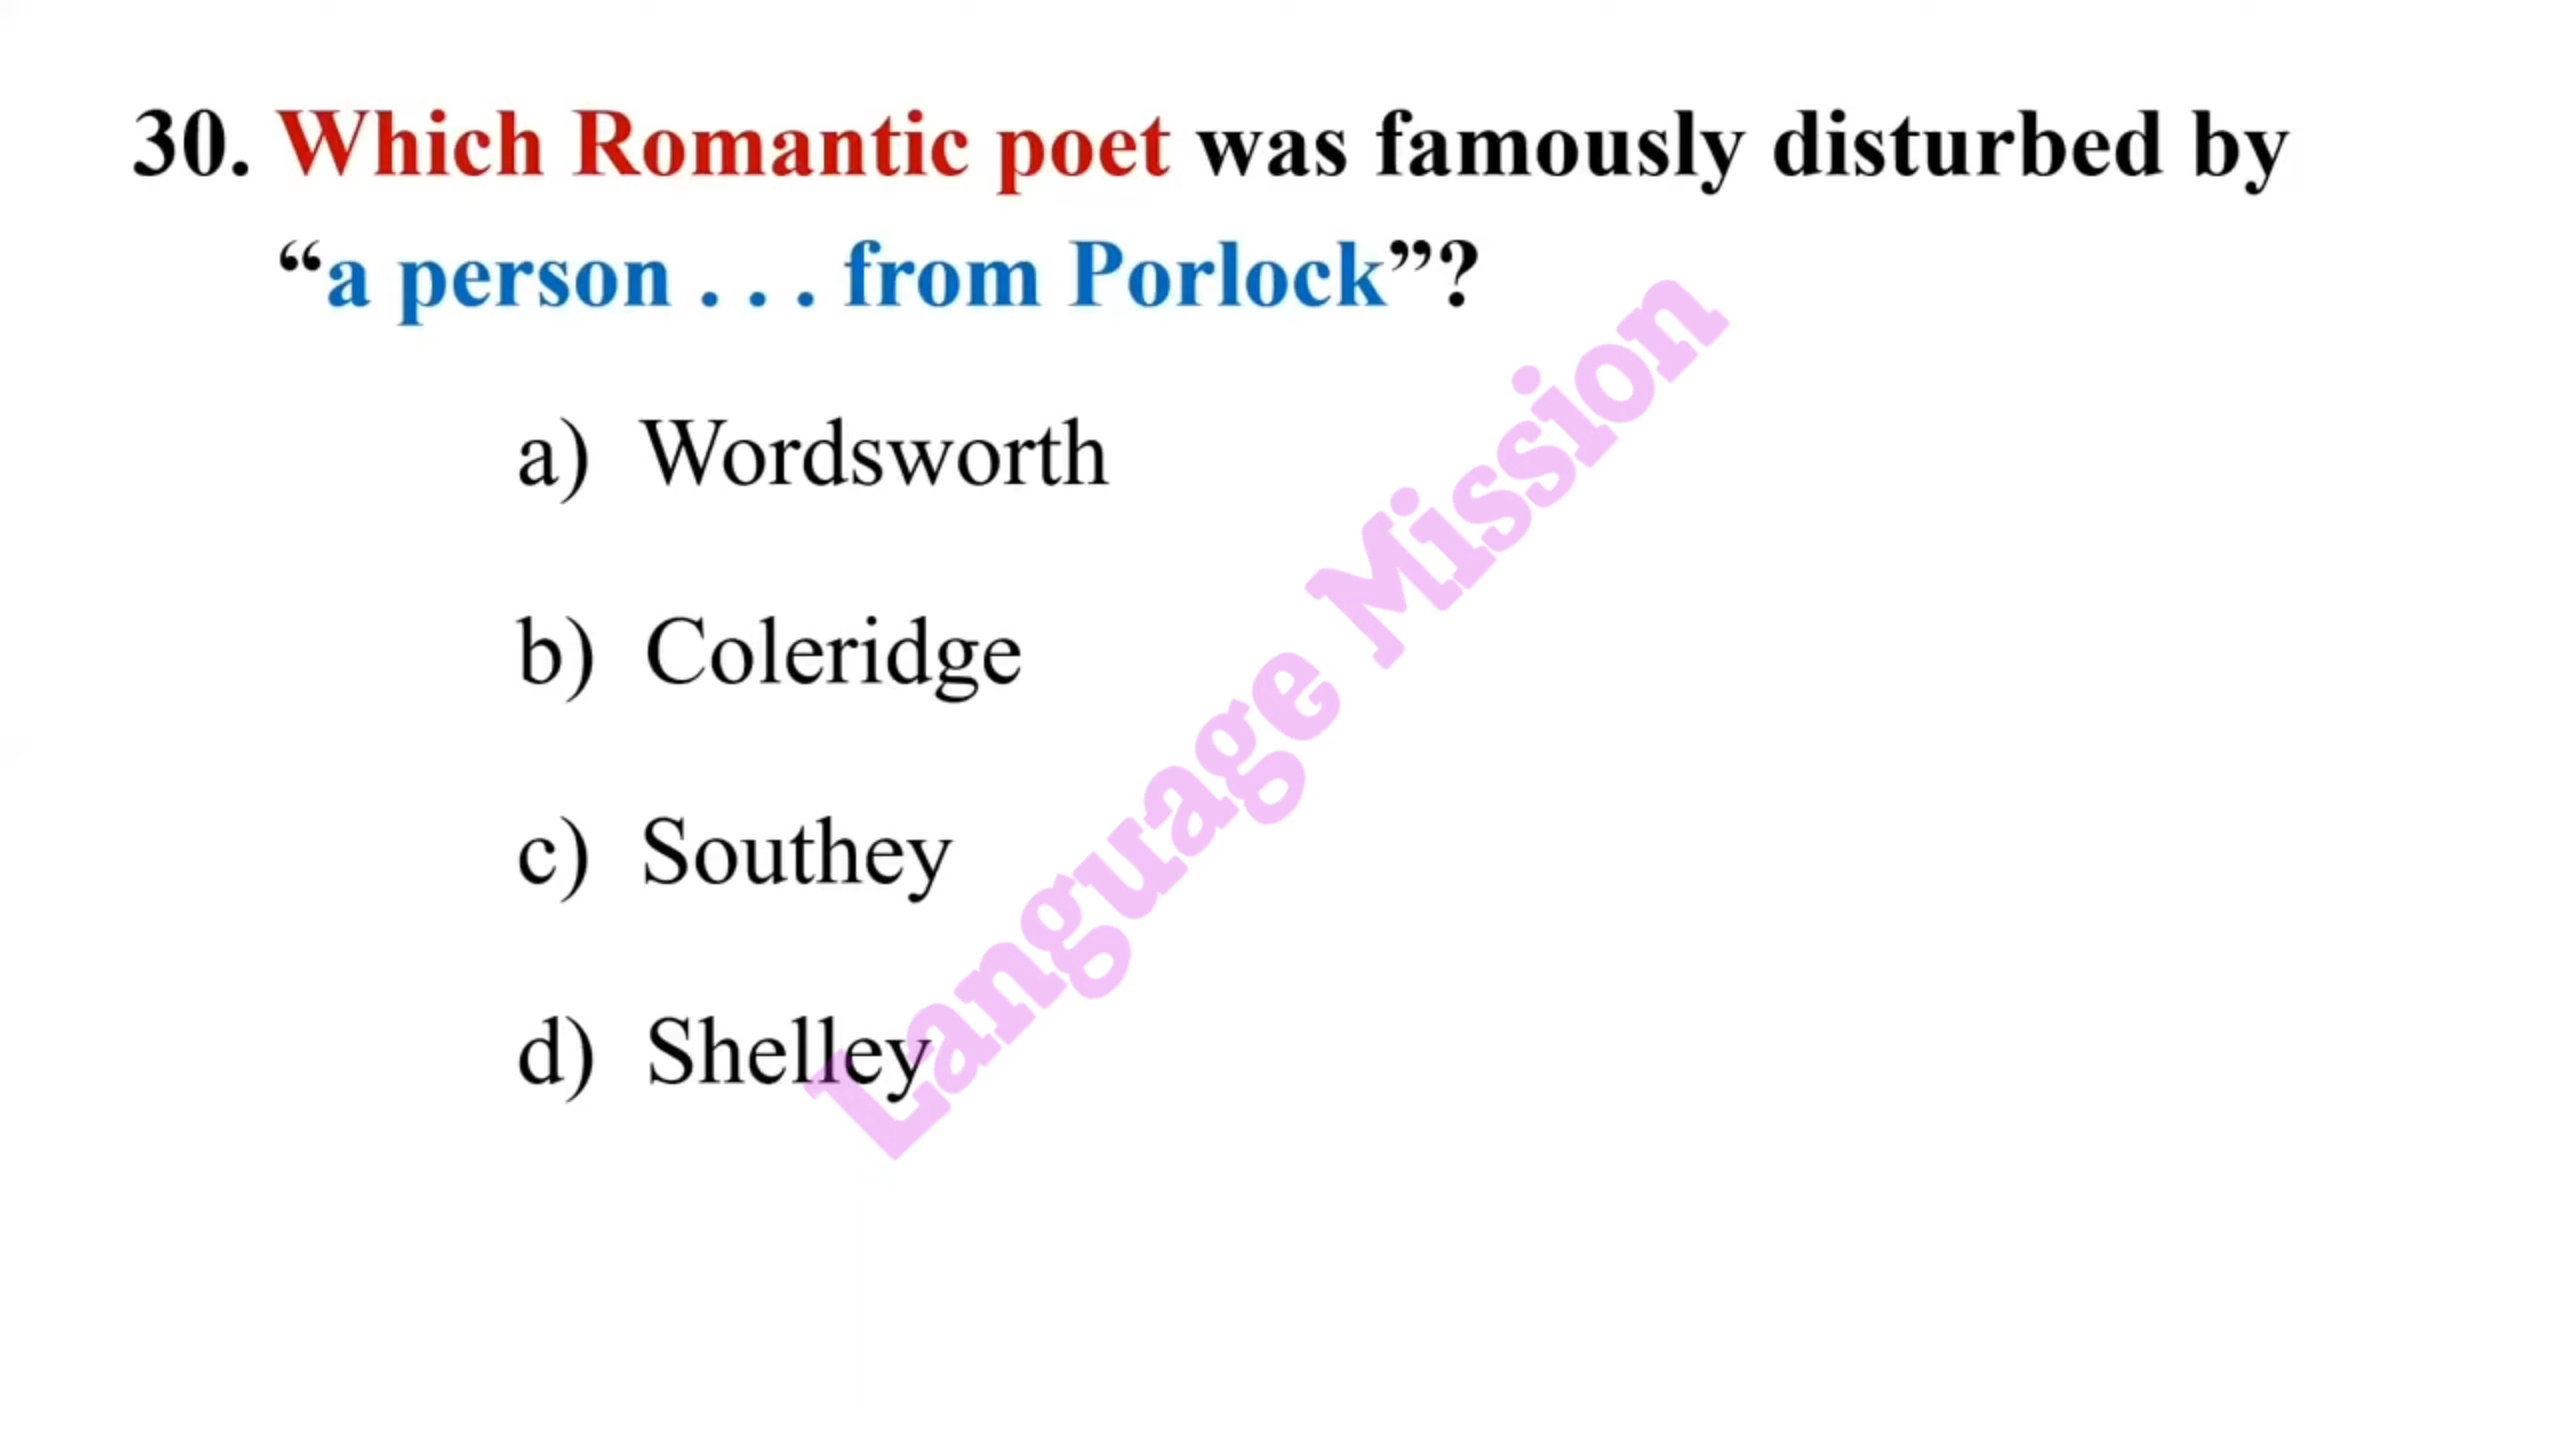 30. Which Romantic poet was famously disturbed by
“a person . . . from Porlock”?
a) Wordsworth
b) Coleridge
c) Southey
d) Shelley
Language Mission